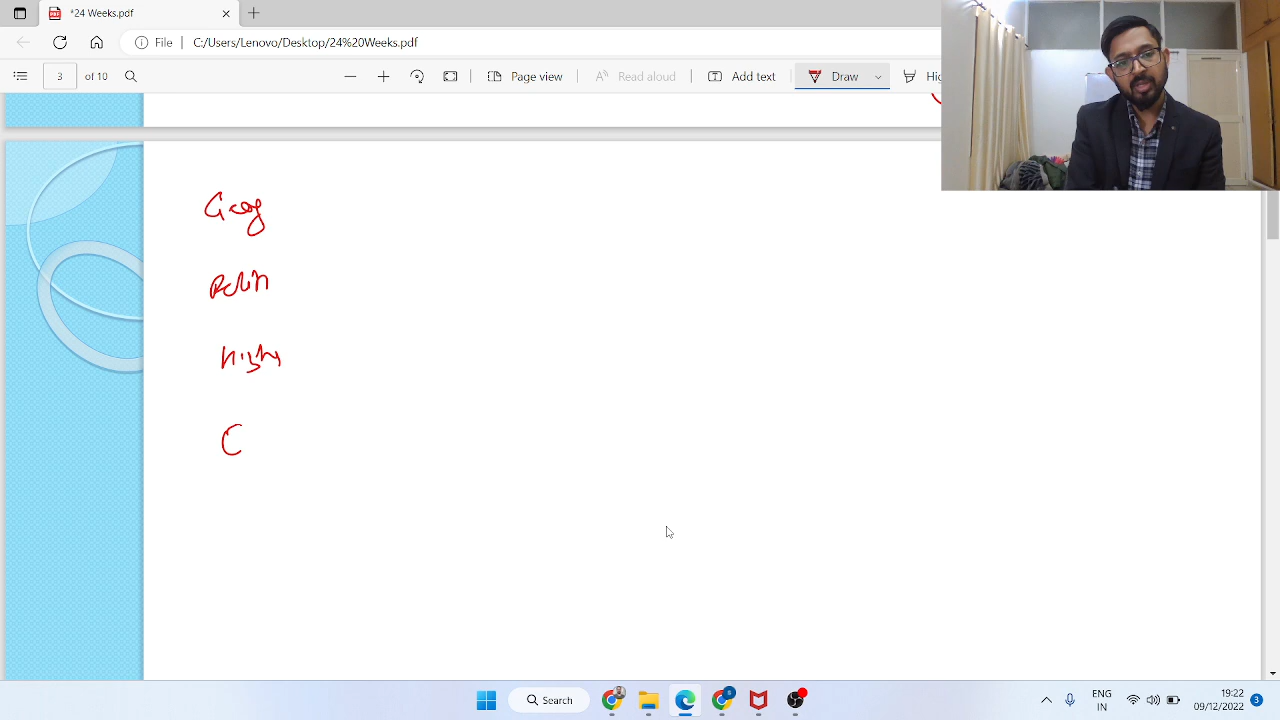 *24 Weeks.pdf
File C:/Users/Lenovo/Desktop/24%20Weeks.pdf
3 of 10 Page view Read aloud Add text Draw
Geog
Polity
C
Search
ENG
IN
19:22
09/12/2022
3